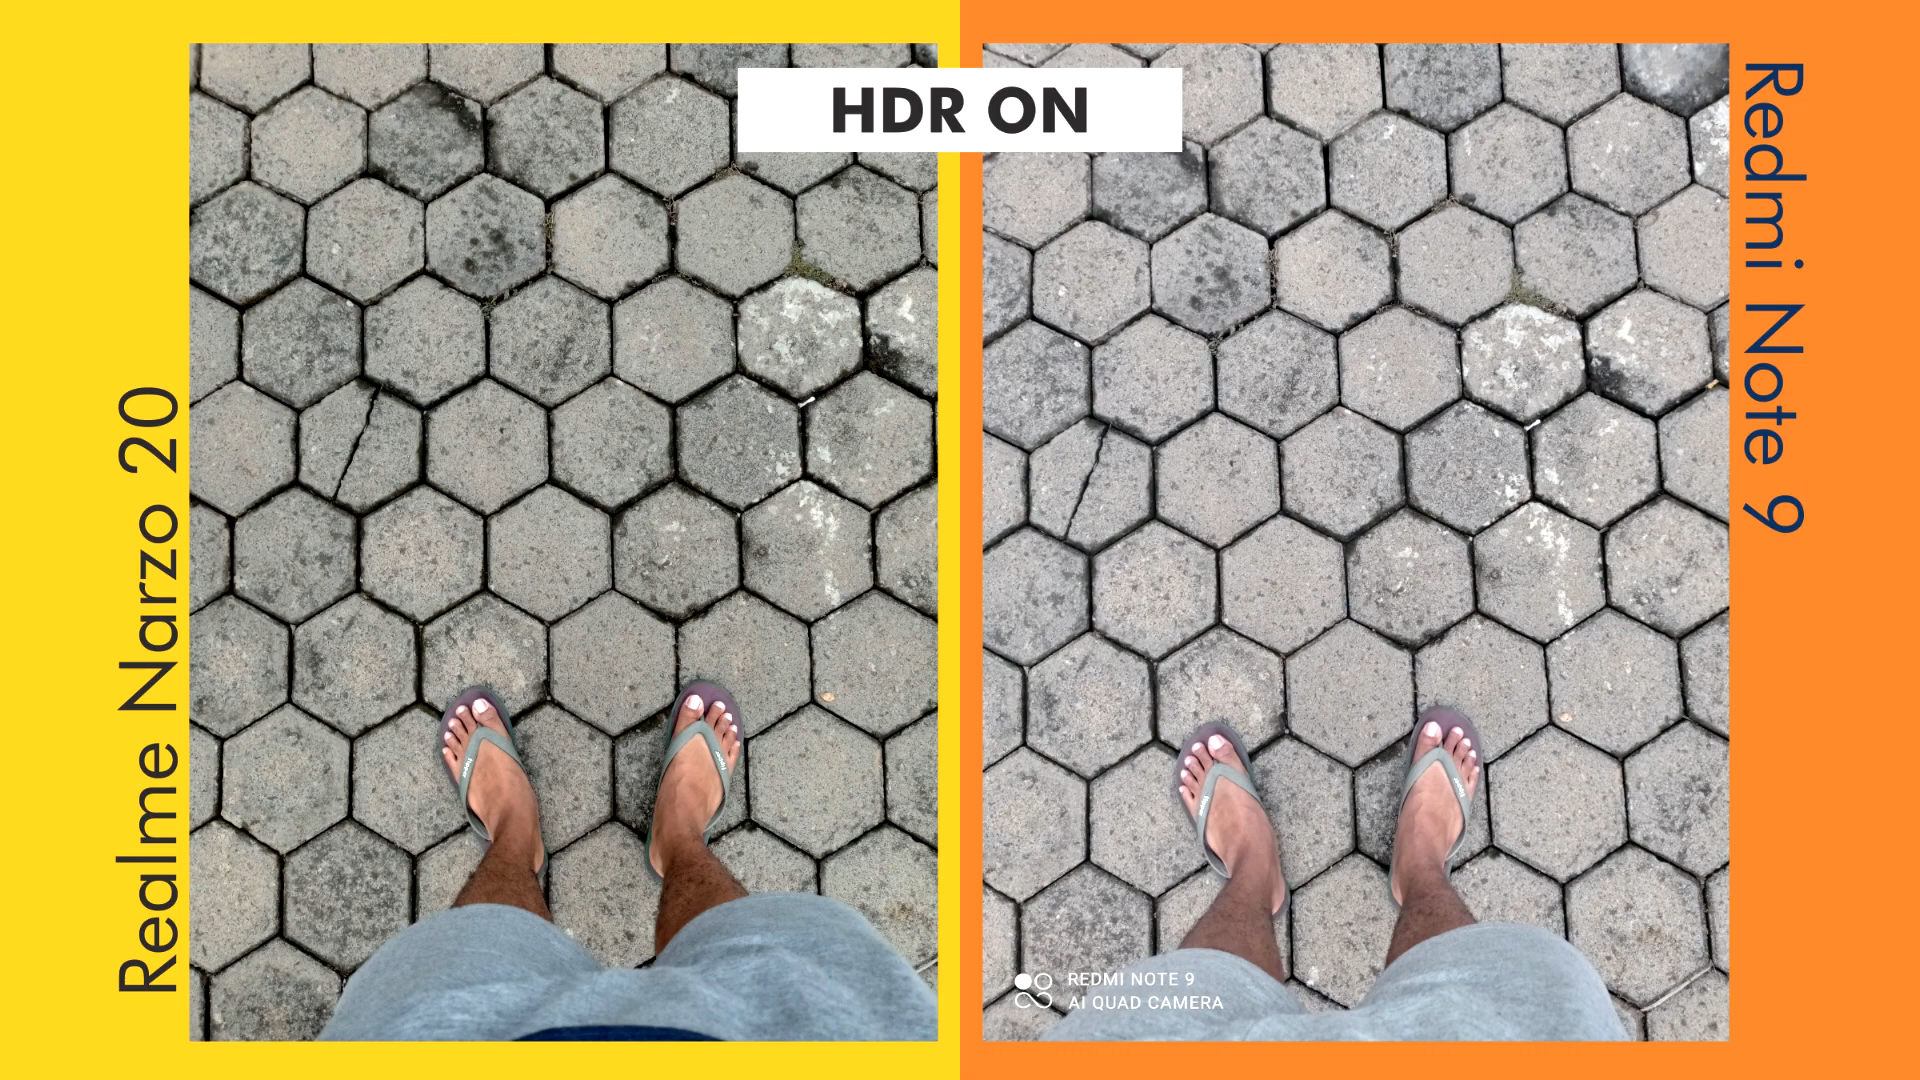 HDR ON
Realme Narzo 20
Redmi Note 9
REDMI NOTE 9
AI QUAD CAMERA